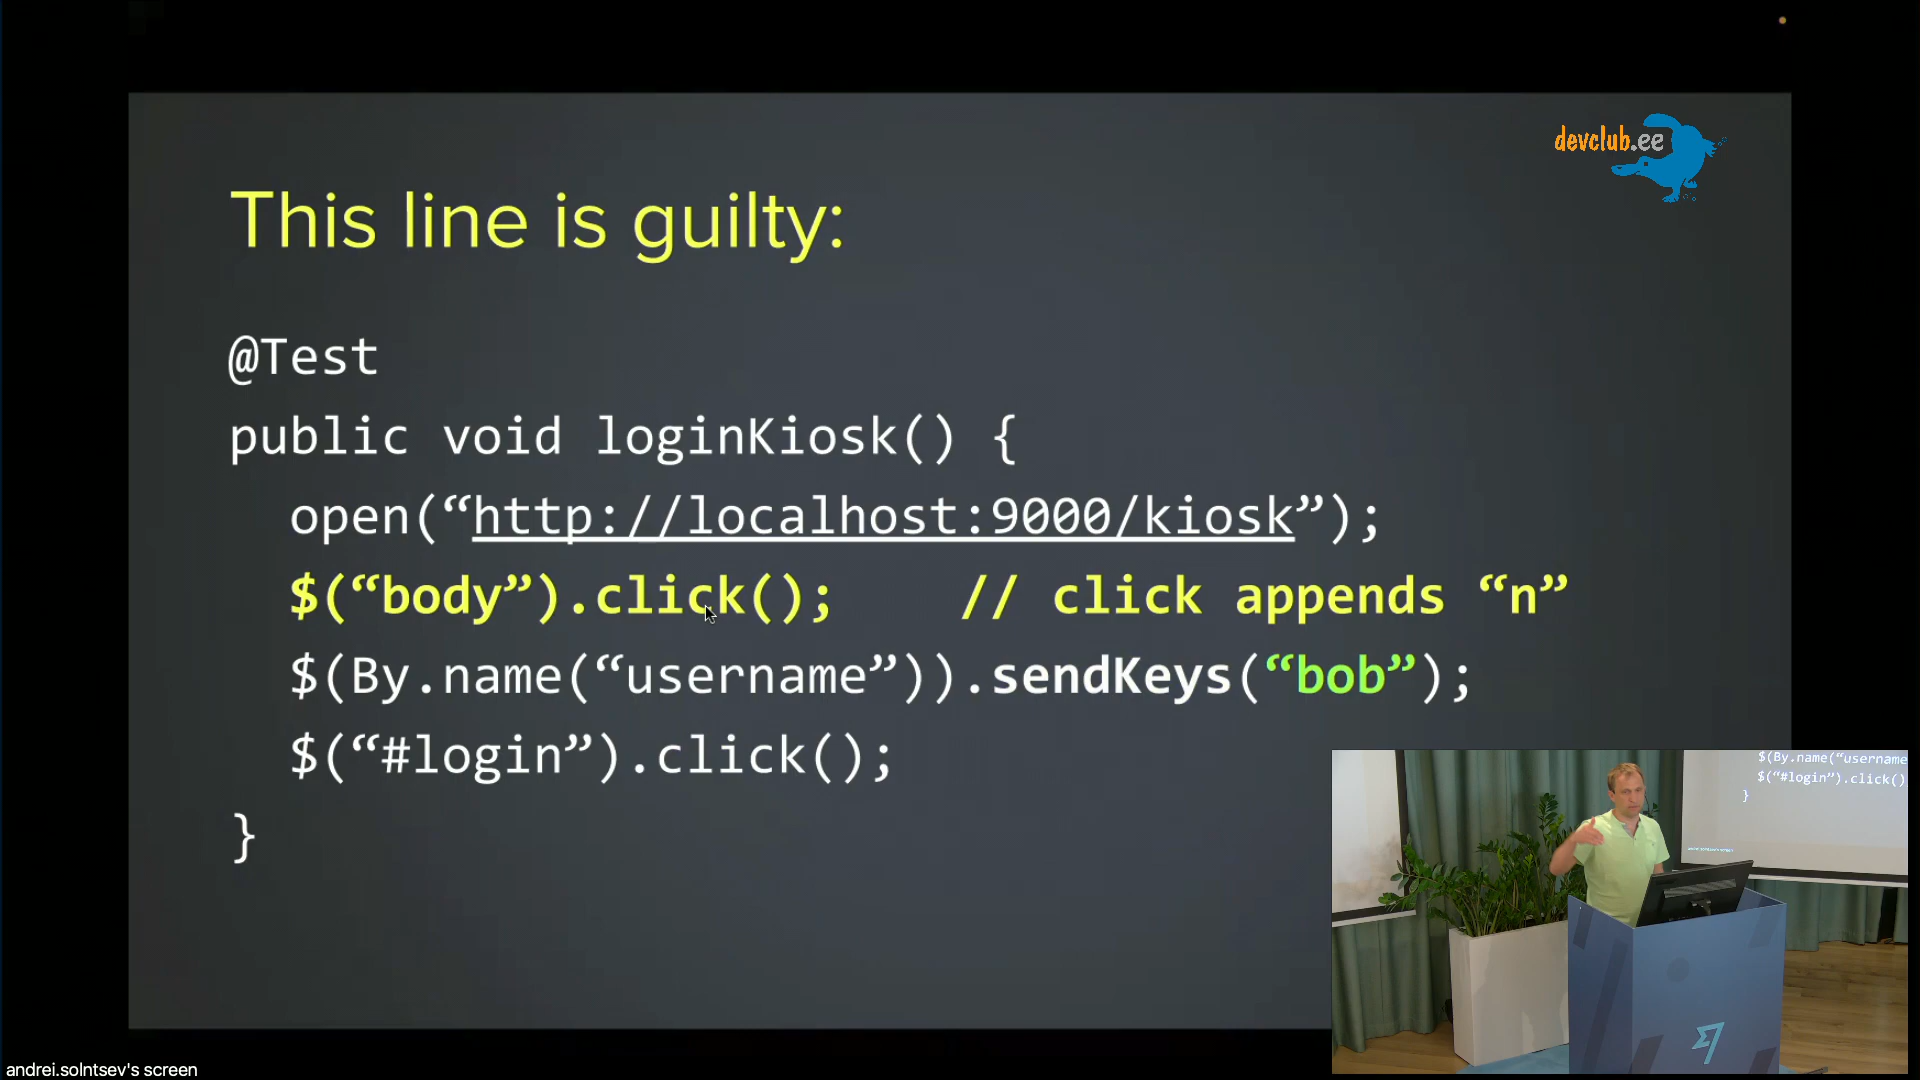 devclub.ee
This line is guilty:
@Test
public void loginKiosk() {
open(“http://localhost:9000/kiosk”);
$(“body”).click();    // click appends “n”
$(By.name(“username”)).sendKeys(“bob”);
$(“#login”).click();
}
$(By.name(“username
$(“#login”).click()
}
andrei.solntsev's screen